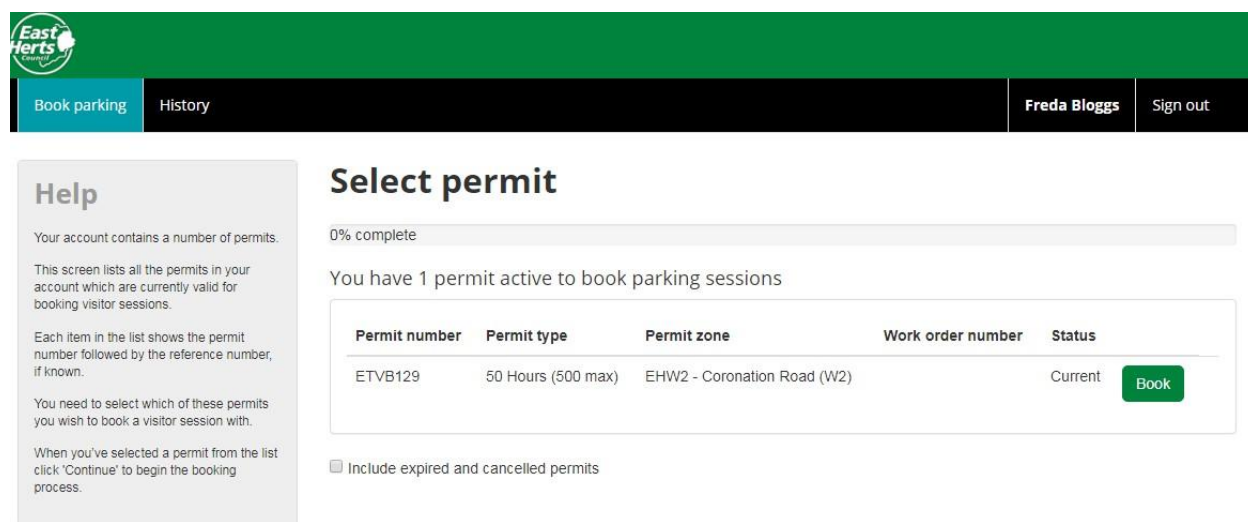 East
Herts
Council
Book parking
History
Freda Bloggs
Sign out
Help
Your account contains a number of permits.
This screen lists all the permits in your
account which are currently valid for
booking visitor sessions.
Each item in the list shows the permit
number followed by the reference number,
if known.
You need to select which of these permits
you wish to book a visitor session with.
When you've selected a permit from the list
click 'Continue' to begin the booking
process.
Select permit
0% complete
You have 1 permit active to book parking sessions
Permit number Permit type Permit zone Work order number Status
ETVB129 50 Hours (500 max) EHW2 - Coronation Road (W2) Current Book
Include expired and cancelled permits